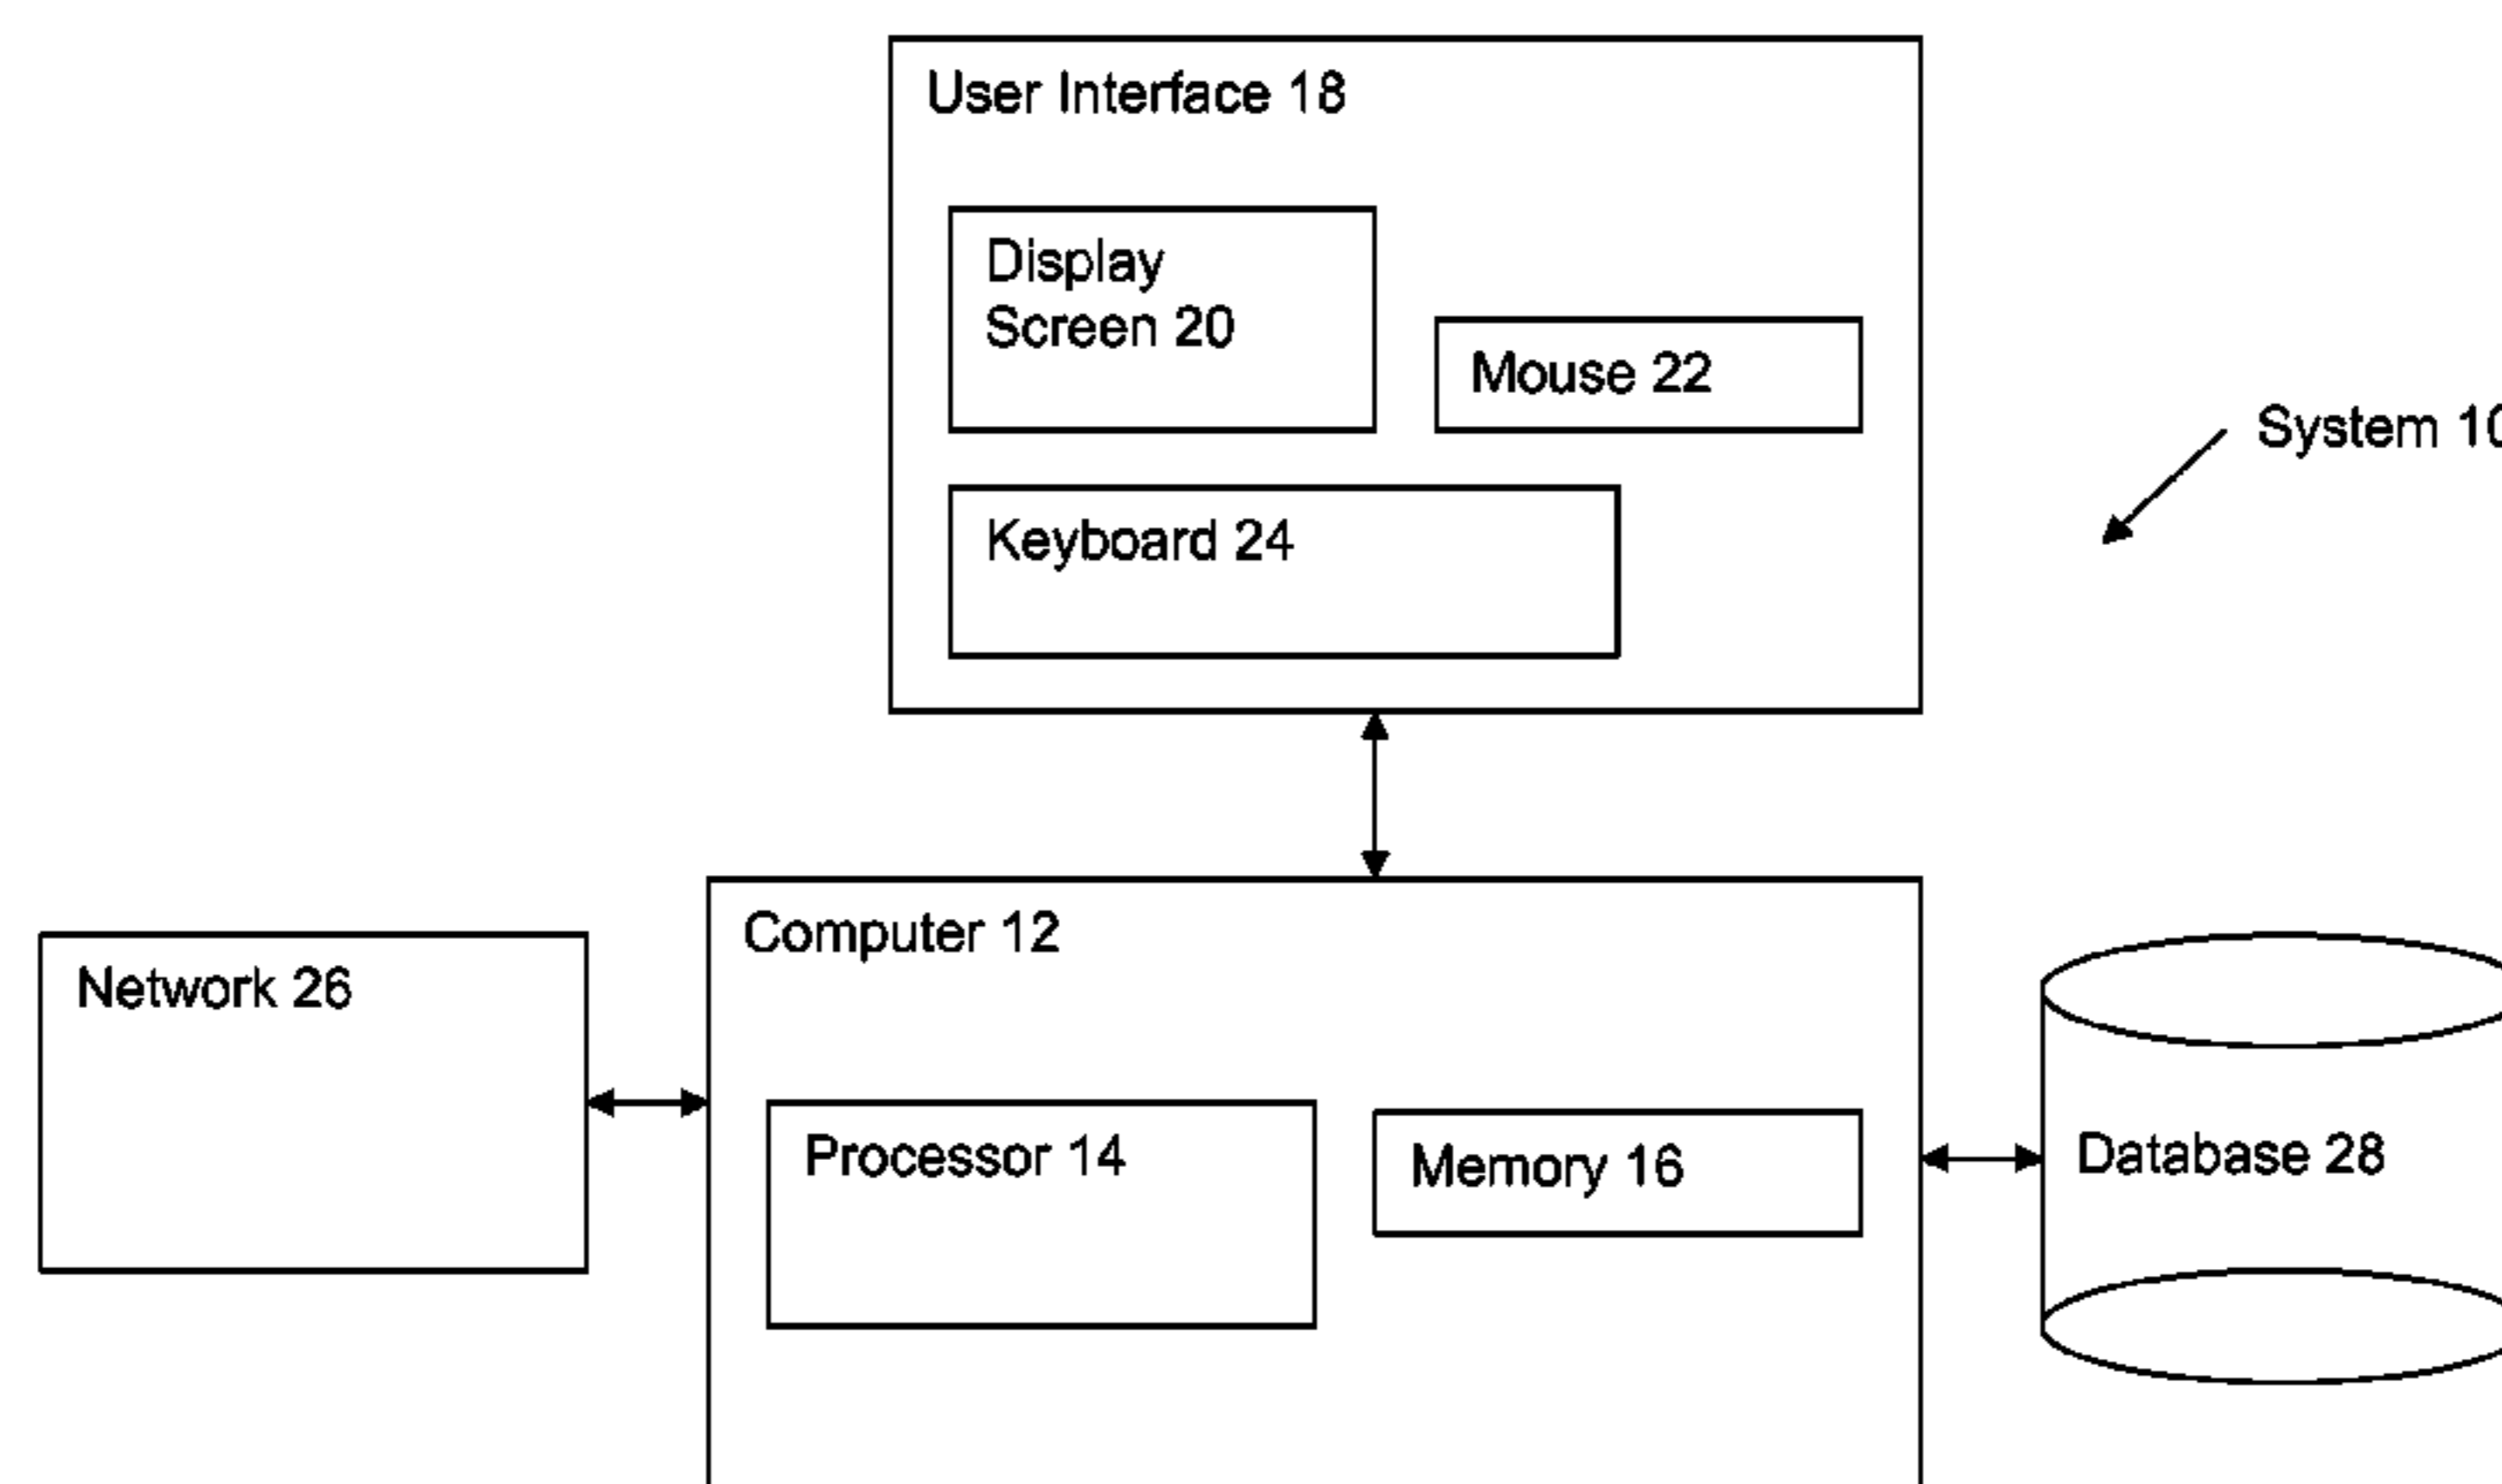 User Interface 18
Display
Screen 20
Mouse 22
System 10
Keyboard 24
Computer 12
Network 26
Processor 14
Memory 16
Database 28